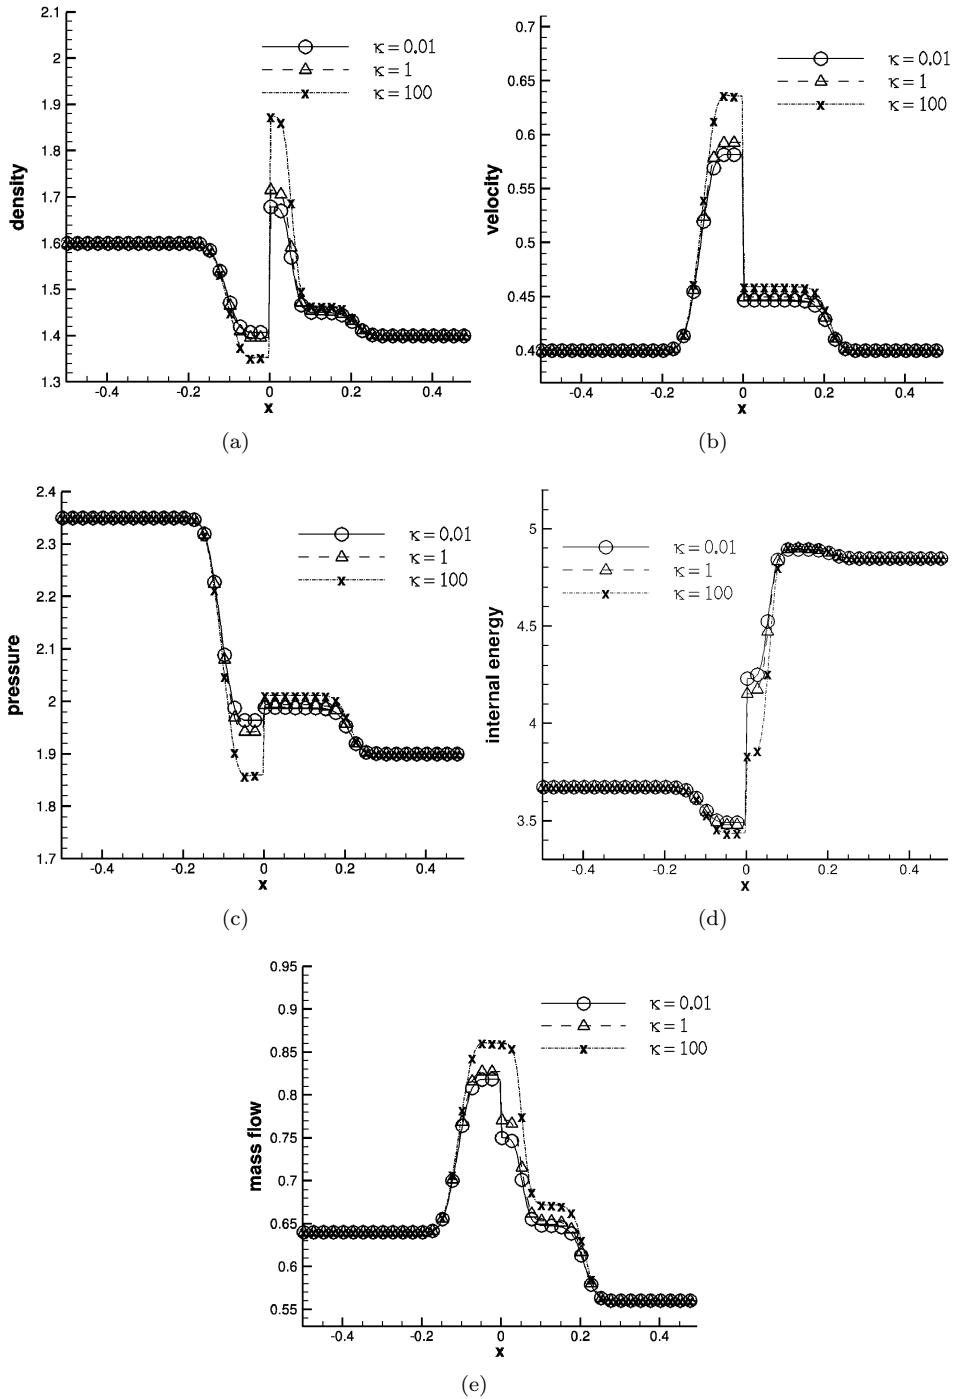 2.1
2
1.9
1.8
1.7
1.6
1.5
1.4
1.3
density
κ = 0.01
κ = 1
κ = 100
-0.4 -0.2 0 0.2 0.4
x
(a)
0.7
0.65
0.6
0.55
0.5
0.45
0.4
velocity
κ = 0.01
κ = 1
κ = 100
-0.4 -0.2 0 0.2 0.4
x
(b)
2.4
2.3
2.2
2.1
2
1.9
1.8
1.7
pressure
κ = 0.01
κ = 1
κ = 100
-0.4 -0.2 0 0.2 0.4
x
(c)
5
4.5
4
3.5
internal energy
κ = 0.01
κ = 1
κ = 100
-0.4 -0.2 0 0.2 0.4
x
(d)
0.95
0.9
0.85
0.8
0.75
0.7
0.65
0.6
0.55
mass flow
κ = 0.01
κ = 1
κ = 100
-0.4 -0.2 0 0.2 0.4
x
(e)